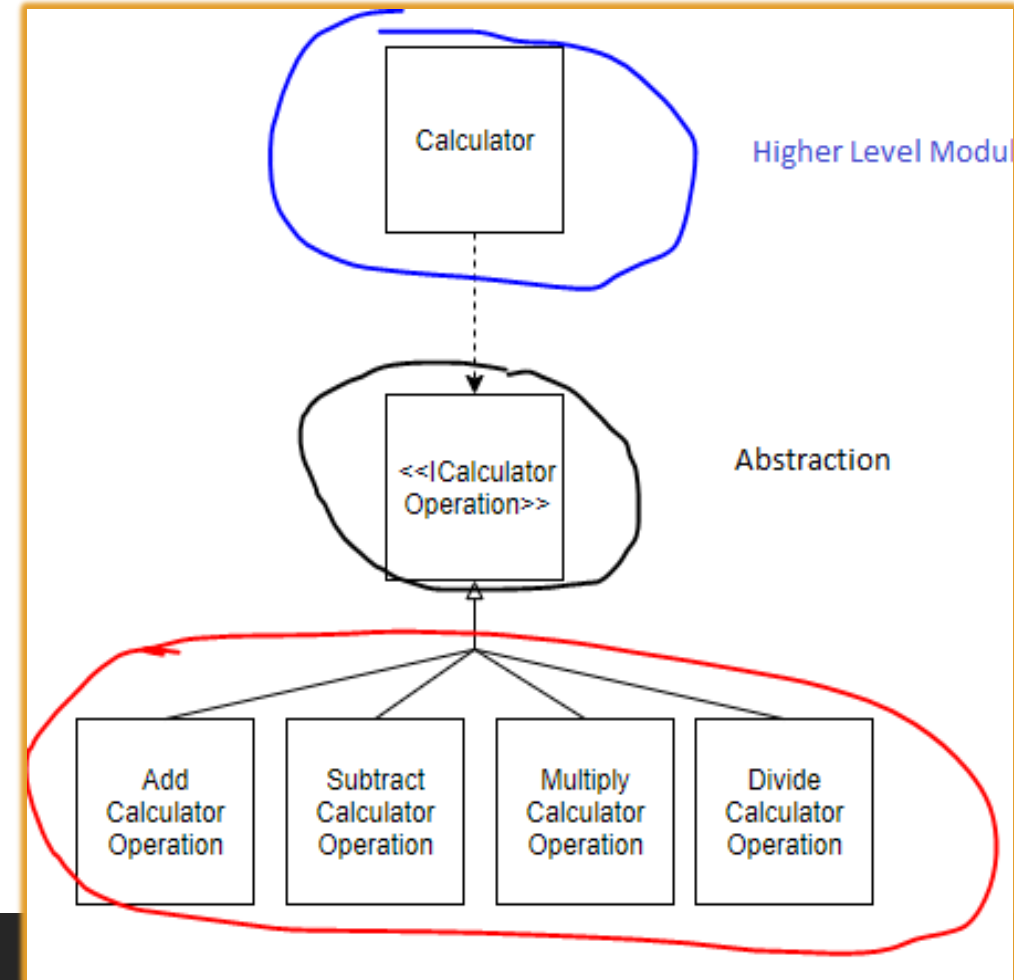 Calculator
Higher Level Modul
<<ICalculator
Operation>>
Abstraction
Add
Calculator
Operation
Subtract
Calculator
Operation
Multiply
Calculator
Operation
Divide
Calculator
Operation